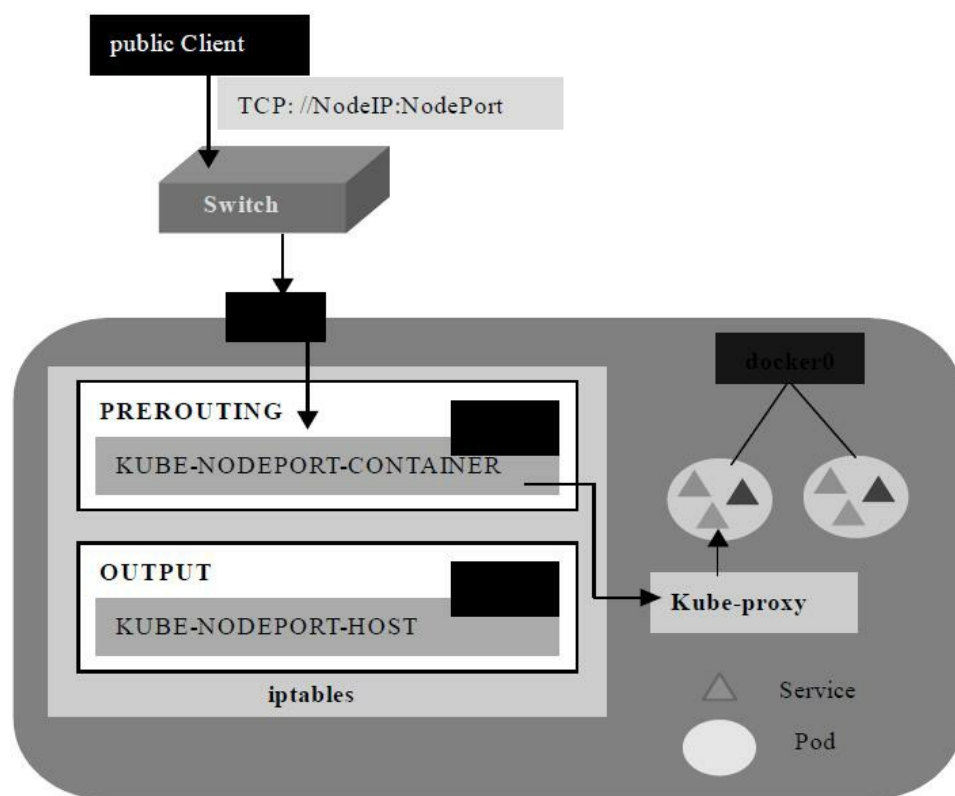 public Client
TCP: //NodeIP:NodePort
Switch
docker0
PREROUTING
KUBE-NODEPORT-CONTAINER
OUTPUT
KUBE-NODEPORT-HOST
Kube-proxy
iptables
Service
Pod